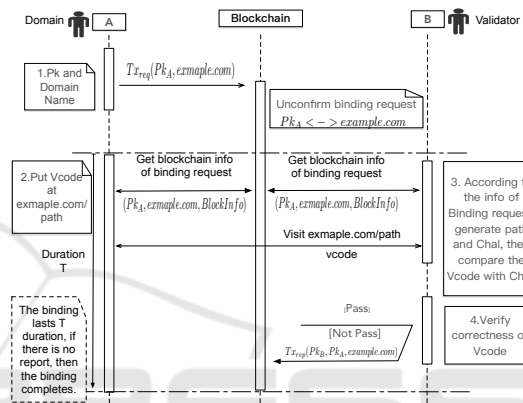 Domain
A
Blockchain
B
Validator
1.Pk and
Domain
Name
Tx_req(Pk_A,exmaple.com)
Unconfirm binding request
Pk_A < − > example.com
2.Put Vcode
at
exmaple.com/
path
Get blockchain info
of binding request
(Pk_A,exmaple.com,BlockInfo)
Get blockchain info
of binding request
(Pk_A,exmaple.com,BlockInfo)
3. According t
the info of
Binding reque
generate pat
and Chal, the
compare the
Vcode with Ch
Visit exmaple.com/path
vcode
Duration
T
The binding
lasts T
duration, if
there is no
report, then
the binding
completes.
[Pass]
[Not Pass]
Tx_rep(Pk_B,Pk_A,example.com)
4.Verify
correctness o
Vcode